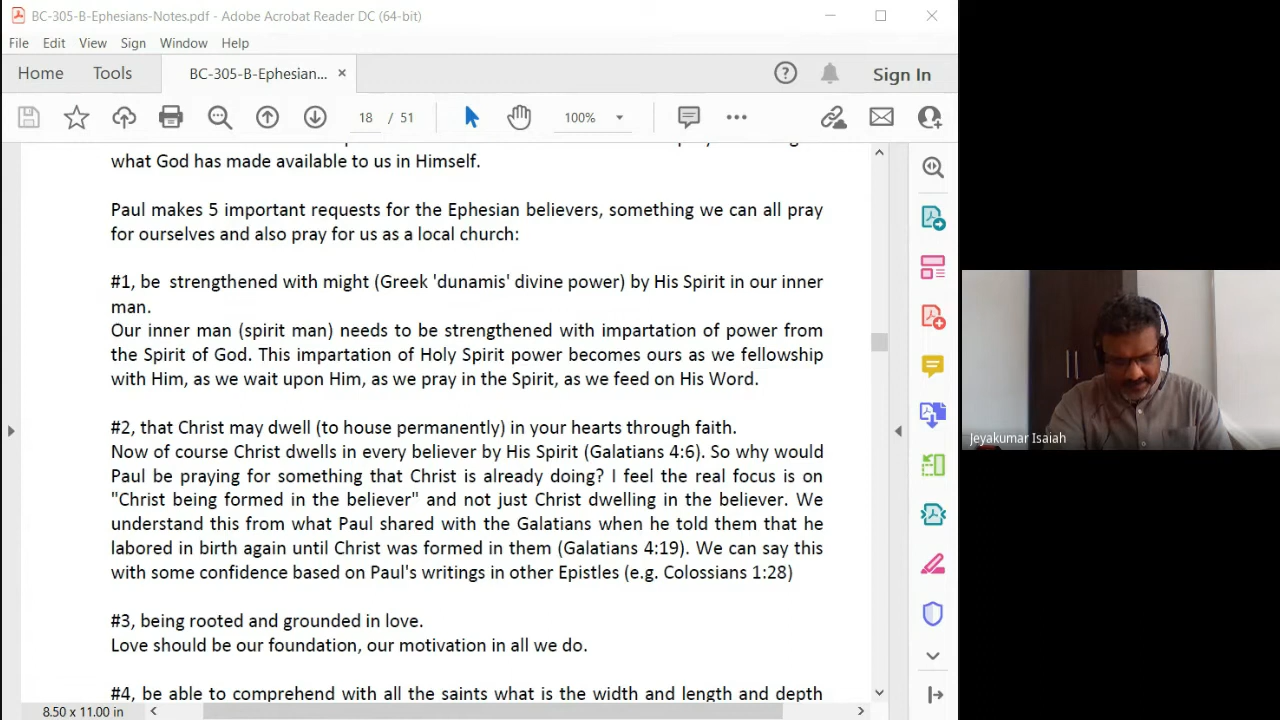 BC-305-B-Ephesians-Notes.pdf - Adobe Acrobat Reader DC (64-bit)
File Edit View Sign Window Help
Home Tools BC-305-B-Ephesian... × Sign In
18 / 51 100%
what God has made available to us in Himself.
Paul makes 5 important requests for the Ephesian believers, something we can all pray
for ourselves and also pray for us as a local church:
#1, be strengthened with might (Greek 'dunamis' divine power) by His Spirit in our inner
man.
Our inner man (spirit man) needs to be strengthened with impartation of power from
the Spirit of God. This impartation of Holy Spirit power becomes ours as we fellowship
with Him, as we wait upon Him, as we pray in the Spirit, as we feed on His Word.
#2, that Christ may dwell (to house permanently) in your hearts through faith.
Now of course Christ dwells in every believer by His Spirit (Galatians 4:6). So why would
Paul be praying for something that Christ is already doing? I feel the real focus is on
"Christ being formed in the believer" and not just Christ dwelling in the believer. We
understand this from what Paul shared with the Galatians when he told them that he
labored in birth again until Christ was formed in them (Galatians 4:19). We can say this
with some confidence based on Paul's writings in other Epistles (e.g. Colossians 1:28)
#3, being rooted and grounded in love.
Love should be our foundation, our motivation in all we do.
#4, be able to comprehend with all the saints what is the width and length and depth
8.50 x 11.00 in
Jeyakumar Isaiah